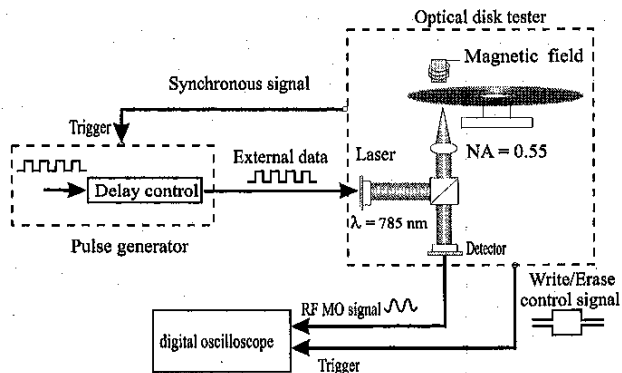 Optical disk tester
Magnetic field
Synchronous signal
Trigger
External data
Laser
NA = 0.55
Delay control
λ = 785 nm
Pulse generator
Detector
Write/Erase
control signal
RF MO signal
digital oscilloscope
Trigger